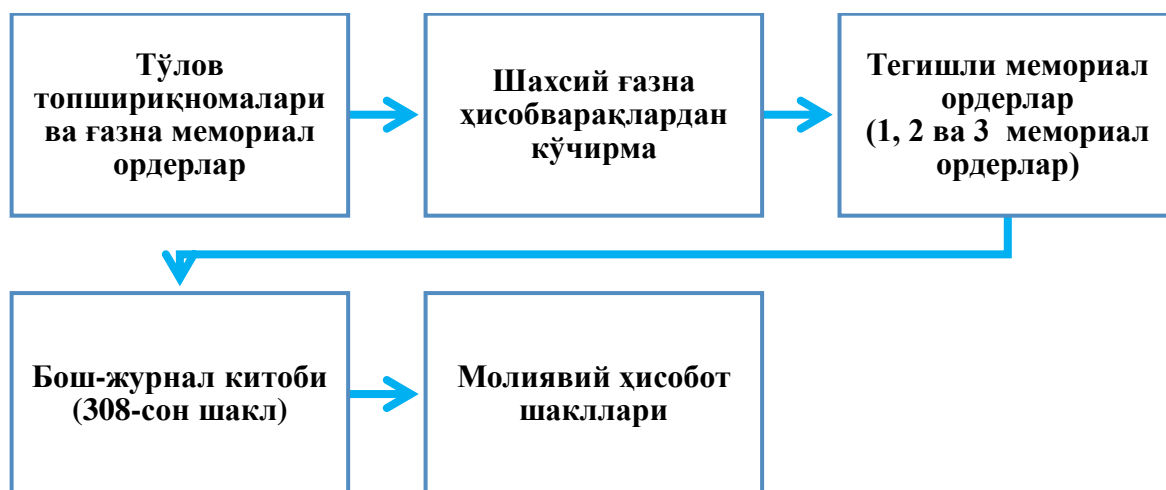 Тўлов
топшириқномалари
ва ғазна мемориал
ордерлар
Шахсий ғазна
ҳисобварақлардан
кўчирма
Тегишли мемориал
ордерлар
(1, 2 ва 3 мемориал
ордерлар)
Бош-журнал китоби
(308-сон шакл)
Молиявий ҳисобот
шакллари